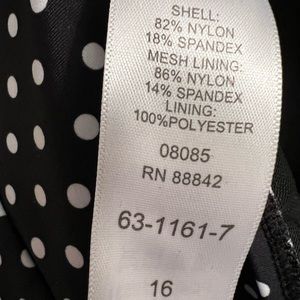 SHELL:
82% NYLON
18% SPANDEX
MESH LINING:
86% NYLON
14% SPANDEX
LINING:
100%POLYESTER
08085
RN 88842
63-1161-7
16